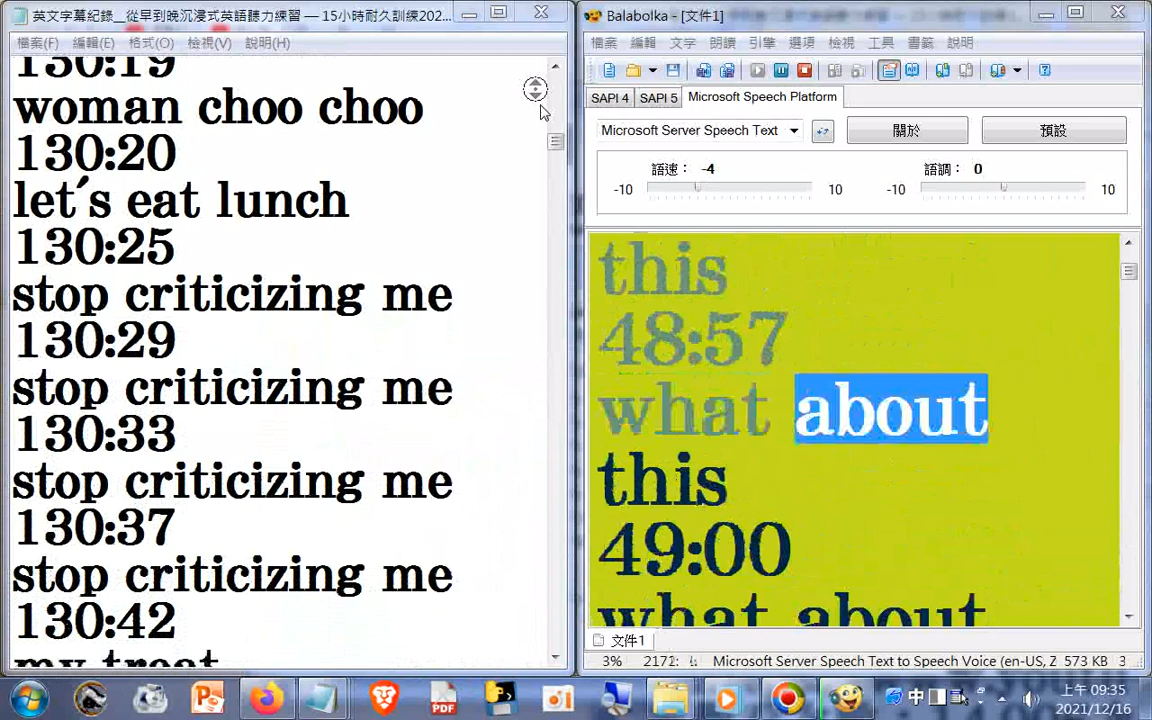 英文字幕紀錄__從早到晚沉浸式英語聽力練習 — 15小時耐久訓練202...
檔案(F) 編輯(E) 格式(O) 檢視(V) 說明(H)
130:19
woman choo choo
130:20
let's eat lunch
130:25
stop criticizing me
130:29
stop criticizing me
130:33
stop criticizing me
130:37
stop criticizing me
130:42
my treat
Balabolka - [文件1]
檔案 編輯 文字 朗讀 引擎 選項 檢視 工具 書籤 說明
SAPI 4 SAPI 5 Microsoft Speech Platform
Microsoft Server Speech Text 關於 預設
語速： -4 語調： 0
-10 10 -10 10
this
48:57
what about
this
49:00
what about
文件1
3% 2172: Microsoft Server Speech Text to Speech Voice (en-US, Z 573 KB 3
PDF
中
上午 09:35
2021/12/16